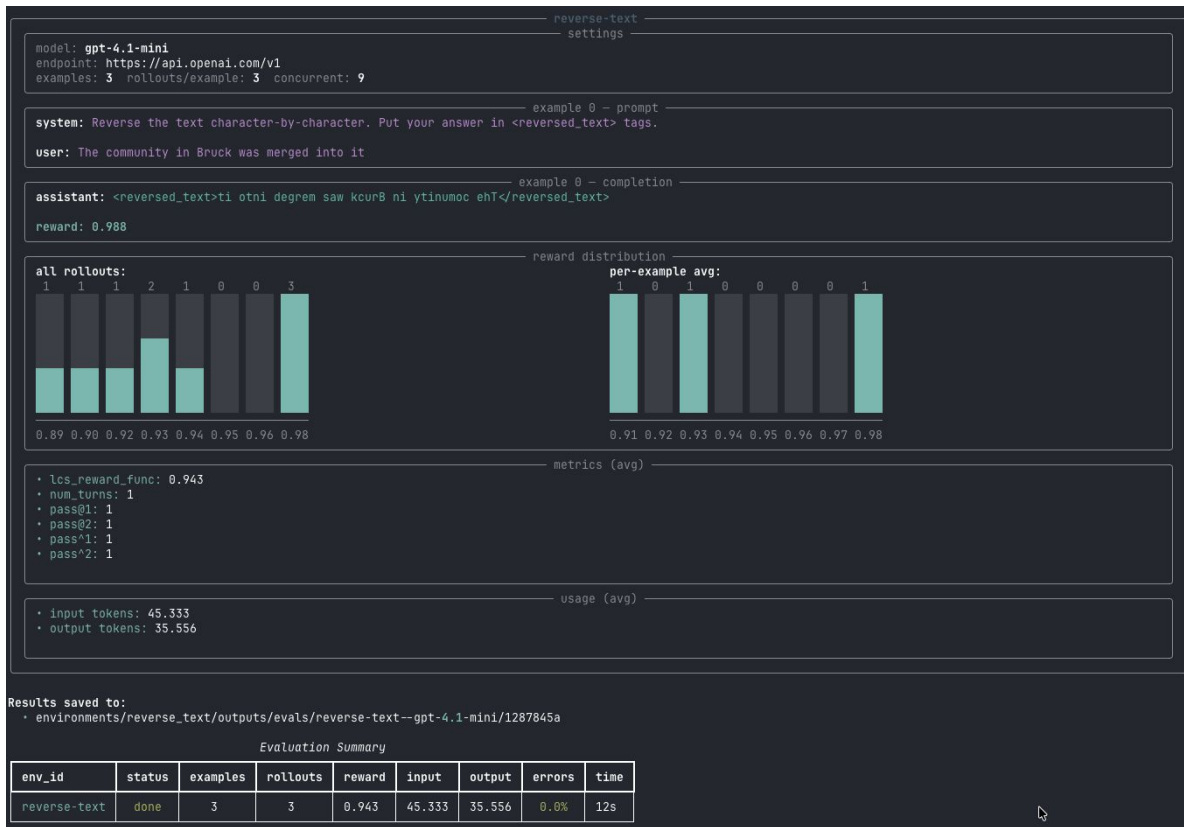 reverse-text
settings
model: gpt-4.1-mini
endpoint: https://api.openai.com/v1
examples: 3 rollouts/example: 3 concurrent: 9
example 0 — prompt
system: Reverse the text character-by-character. Put your answer in <reversed_text> tags.
user: The community in Bruck was merged into it
example 0 — completion
assistant: <reversed_text>ti otni degrem saw kcurB ni ytinumoc ehT</reversed_text>
reward: 0.988
reward distribution
all rollouts:
1 1 1 2 1 0 0 3
0.89 0.90 0.92 0.93 0.94 0.95 0.96 0.98
per-example avg:
1 0 1 0 0 0 0 1
0.91 0.92 0.93 0.94 0.95 0.96 0.97 0.98
metrics (avg)
• lcs_reward_func: 0.943
• num_turns: 1
• pass@1: 1
• pass@2: 1
• pass^1: 1
• pass^2: 1
usage (avg)
• input tokens: 45.333
• output tokens: 35.556
Results saved to:
• environments/reverse_text/outputs/evals/reverse-text--gpt-4.1-mini/1287845a
Evaluation Summary
env_id status examples rollouts reward input output errors time
reverse-text done 3 3 0.943 45.333 35.556 0.0% 12s